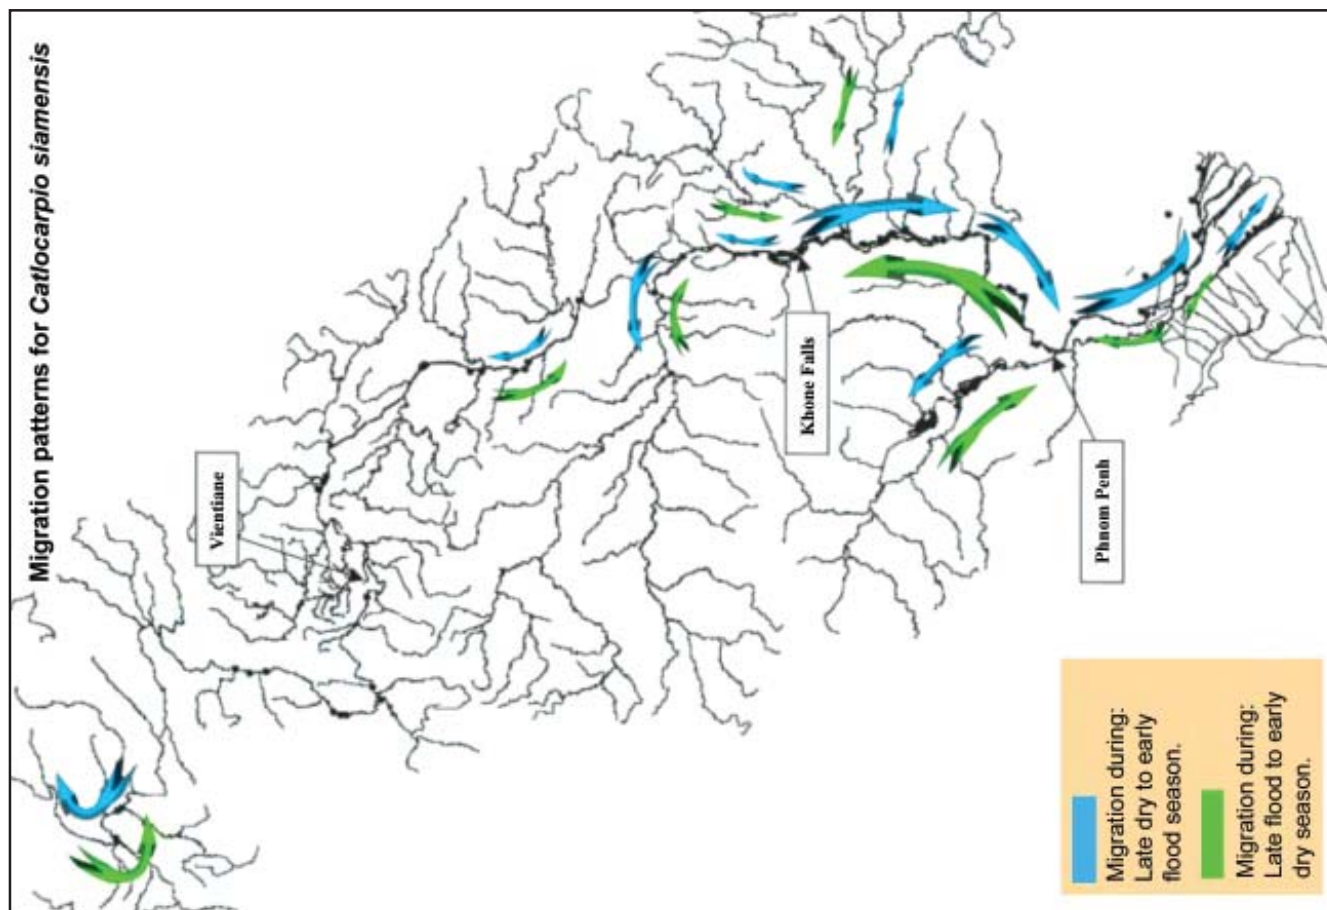 Migration patterns for Catlocarpio siamensis
Vientiane
Khone Falls
Phnom Penh
Migration during:
Late dry to early
flood season.
Migration during:
Late flood to early
dry season.